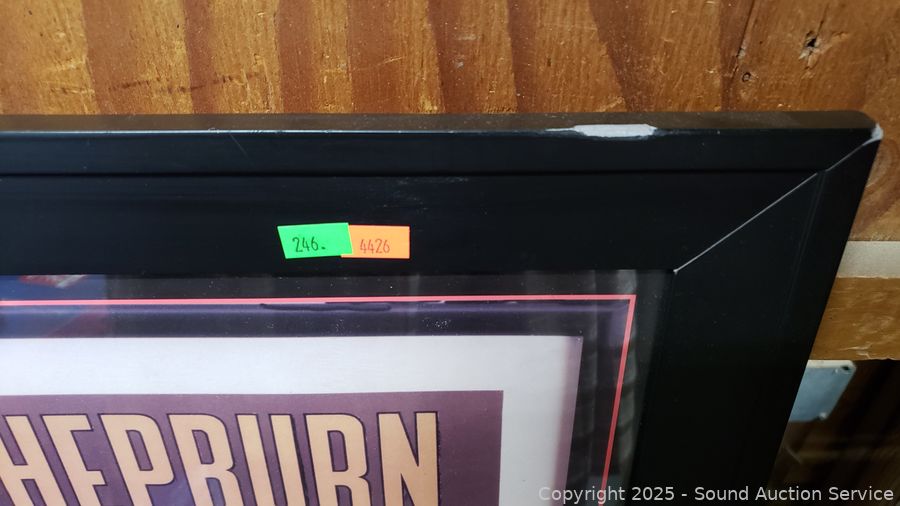 246. 4426
HEPBURN
Copyright 2025 - Sound Auction Service